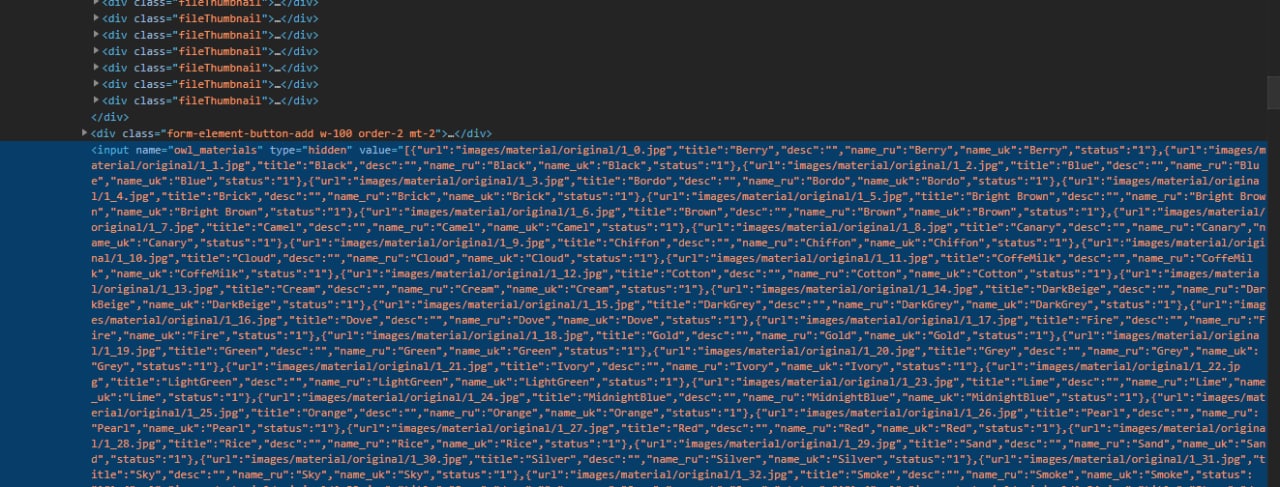 <div class="fileThumbnail">…</div>
<div class="fileThumbnail">…</div>
<div class="fileThumbnail">…</div>
<div class="fileThumbnail">…</div>
<div class="fileThumbnail">…</div>
<div class="fileThumbnail">…</div>
<div class="fileThumbnail">…</div>
</div>
<div class="form-element-button-add w-100 order-2 mt-2">…</div>
<input name="owl_materials" type="hidden" value="[{"url":"images/material/original/1_0.jpg","title":"Berry","desc":"","name_ru":"Berry","name_uk":"Berry","status":"1"},{"url":"images/m
aterial/original/1_1.jpg","title":"Black","desc":"","name_ru":"Black","name_uk":"Black","status":"1"},{"url":"images/material/original/1_2.jpg","title":"Blue","desc":"","name_ru":"Blu
e","name_uk":"Blue","status":"1"},{"url":"images/material/original/1_3.jpg","title":"Bordo","desc":"","name_ru":"Bordo","name_uk":"Bordo","status":"1"},{"url":"images/material/origina
l/1_4.jpg","title":"Brick","desc":"","name_ru":"Brick","name_uk":"Brick","status":"1"},{"url":"images/material/original/1_5.jpg","title":"Bright Brown","desc":"","name_ru":"Bright Brow
n","name_uk":"Bright Brown","status":"1"},{"url":"images/material/original/1_6.jpg","title":"Brown","desc":"","name_ru":"Brown","name_uk":"Brown","status":"1"},{"url":"images/material/
original/1_7.jpg","title":"Camel","desc":"","name_ru":"Camel","name_uk":"Camel","status":"1"},{"url":"images/material/original/1_8.jpg","title":"Canary","desc":"","name_ru":"Canary","n
ame_uk":"Canary","status":"1"},{"url":"images/material/original/1_9.jpg","title":"Chiffon","desc":"","name_ru":"Chiffon","name_uk":"Chiffon","status":"1"},{"url":"images/material/origi
nal/1_10.jpg","title":"Cloud","desc":"","name_ru":"Cloud","name_uk":"Cloud","status":"1"},{"url":"images/material/original/1_11.jpg","title":"CoffeMilk","desc":"","name_ru":"CoffeMil
k","name_uk":"CoffeMilk","status":"1"},{"url":"images/material/original/1_12.jpg","title":"Cotton","desc":"","name_ru":"Cotton","name_uk":"Cotton","status":"1"},{"url":"images/materia
l/original/1_13.jpg","title":"Cream","desc":"","name_ru":"Cream","name_uk":"Cream","status":"1"},{"url":"images/material/original/1_14.jpg","title":"DarkBeige","desc":"","name_ru":"Dar
kBeige","name_uk":"DarkBeige","status":"1"},{"url":"images/material/original/1_15.jpg","title":"DarkGrey","desc":"","name_ru":"DarkGrey","name_uk":"DarkGrey","status":"1"},{"url":"imag
es/material/original/1_16.jpg","title":"Dove","desc":"","name_ru":"Dove","name_uk":"Dove","status":"1"},{"url":"images/material/original/1_17.jpg","title":"Fire","desc":"","name_ru":"F
ire","name_uk":"Fire","status":"1"},{"url":"images/material/original/1_18.jpg","title":"Gold","desc":"","name_ru":"Gold","name_uk":"Gold","status":"1"},{"url":"images/material/origina
l/1_19.jpg","title":"Green","desc":"","name_ru":"Green","name_uk":"Green","status":"1"},{"url":"images/material/original/1_20.jpg","title":"Grey","desc":"","name_ru":"Grey","name_uk":
"Grey","status":"1"},{"url":"images/material/original/1_21.jpg","title":"Ivory","desc":"","name_ru":"Ivory","name_uk":"Ivory","status":"1"},{"url":"images/material/original/1_22.jp
g","title":"LightGreen","desc":"","name_ru":"LightGreen","name_uk":"LightGreen","status":"1"},{"url":"images/material/original/1_23.jpg","title":"Lime","desc":"","name_ru":"Lime","name
_uk":"Lime","status":"1"},{"url":"images/material/original/1_24.jpg","title":"MidnightBlue","desc":"","name_ru":"MidnightBlue","name_uk":"MidnightBlue","status":"1"},{"url":"images/mat
erial/original/1_25.jpg","title":"Orange","desc":"","name_ru":"Orange","name_uk":"Orange","status":"1"},{"url":"images/material/original/1_26.jpg","title":"Pearl","desc":"","name_ru":
"Pearl","name_uk":"Pearl","status":"1"},{"url":"images/material/original/1_27.jpg","title":"Red","desc":"","name_ru":"Red","name_uk":"Red","status":"1"},{"url":"images/material/origina
l/1_28.jpg","title":"Rice","desc":"","name_ru":"Rice","name_uk":"Rice","status":"1"},{"url":"images/material/original/1_29.jpg","title":"Sand","desc":"","name_ru":"Sand","name_uk":"San
d","status":"1"},{"url":"images/material/original/1_30.jpg","title":"Silver","desc":"","name_ru":"Silver","name_uk":"Silver","status":"1"},{"url":"images/material/original/1_31.jpg","t
itle":"Sky","desc":"","name_ru":"Sky","name_uk":"Sky","status":"1"},{"url":"images/material/original/1_32.jpg","title":"Smoke","desc":"","name_ru":"Smoke","name_uk":"Smoke","status":